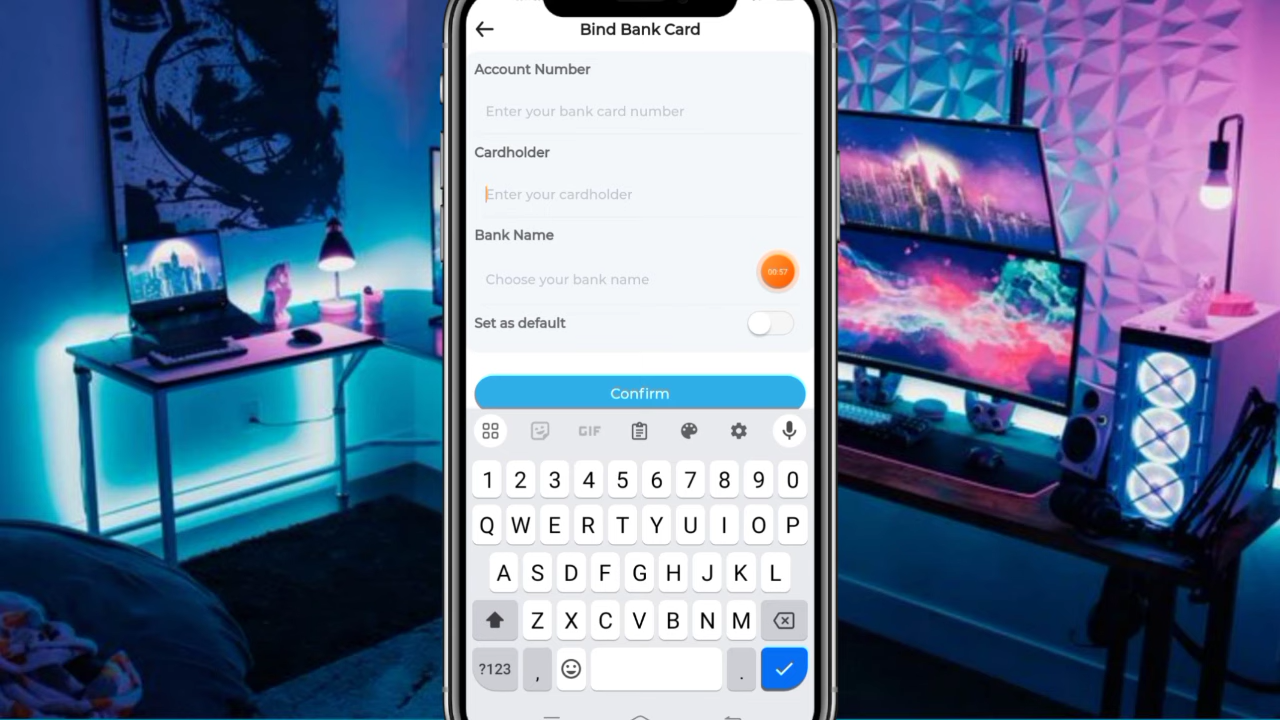 Bind Bank Card
Account Number
Enter your bank card number
Cardholder
Enter your cardholder
Bank Name
Choose your bank name
00:57
Set as default
Confirm
GIF
1 2 3 4 5 6 7 8 9 0
Q W E R T Y U I O P
A S D F G H J K L
Z X C V B N M
?123 , .